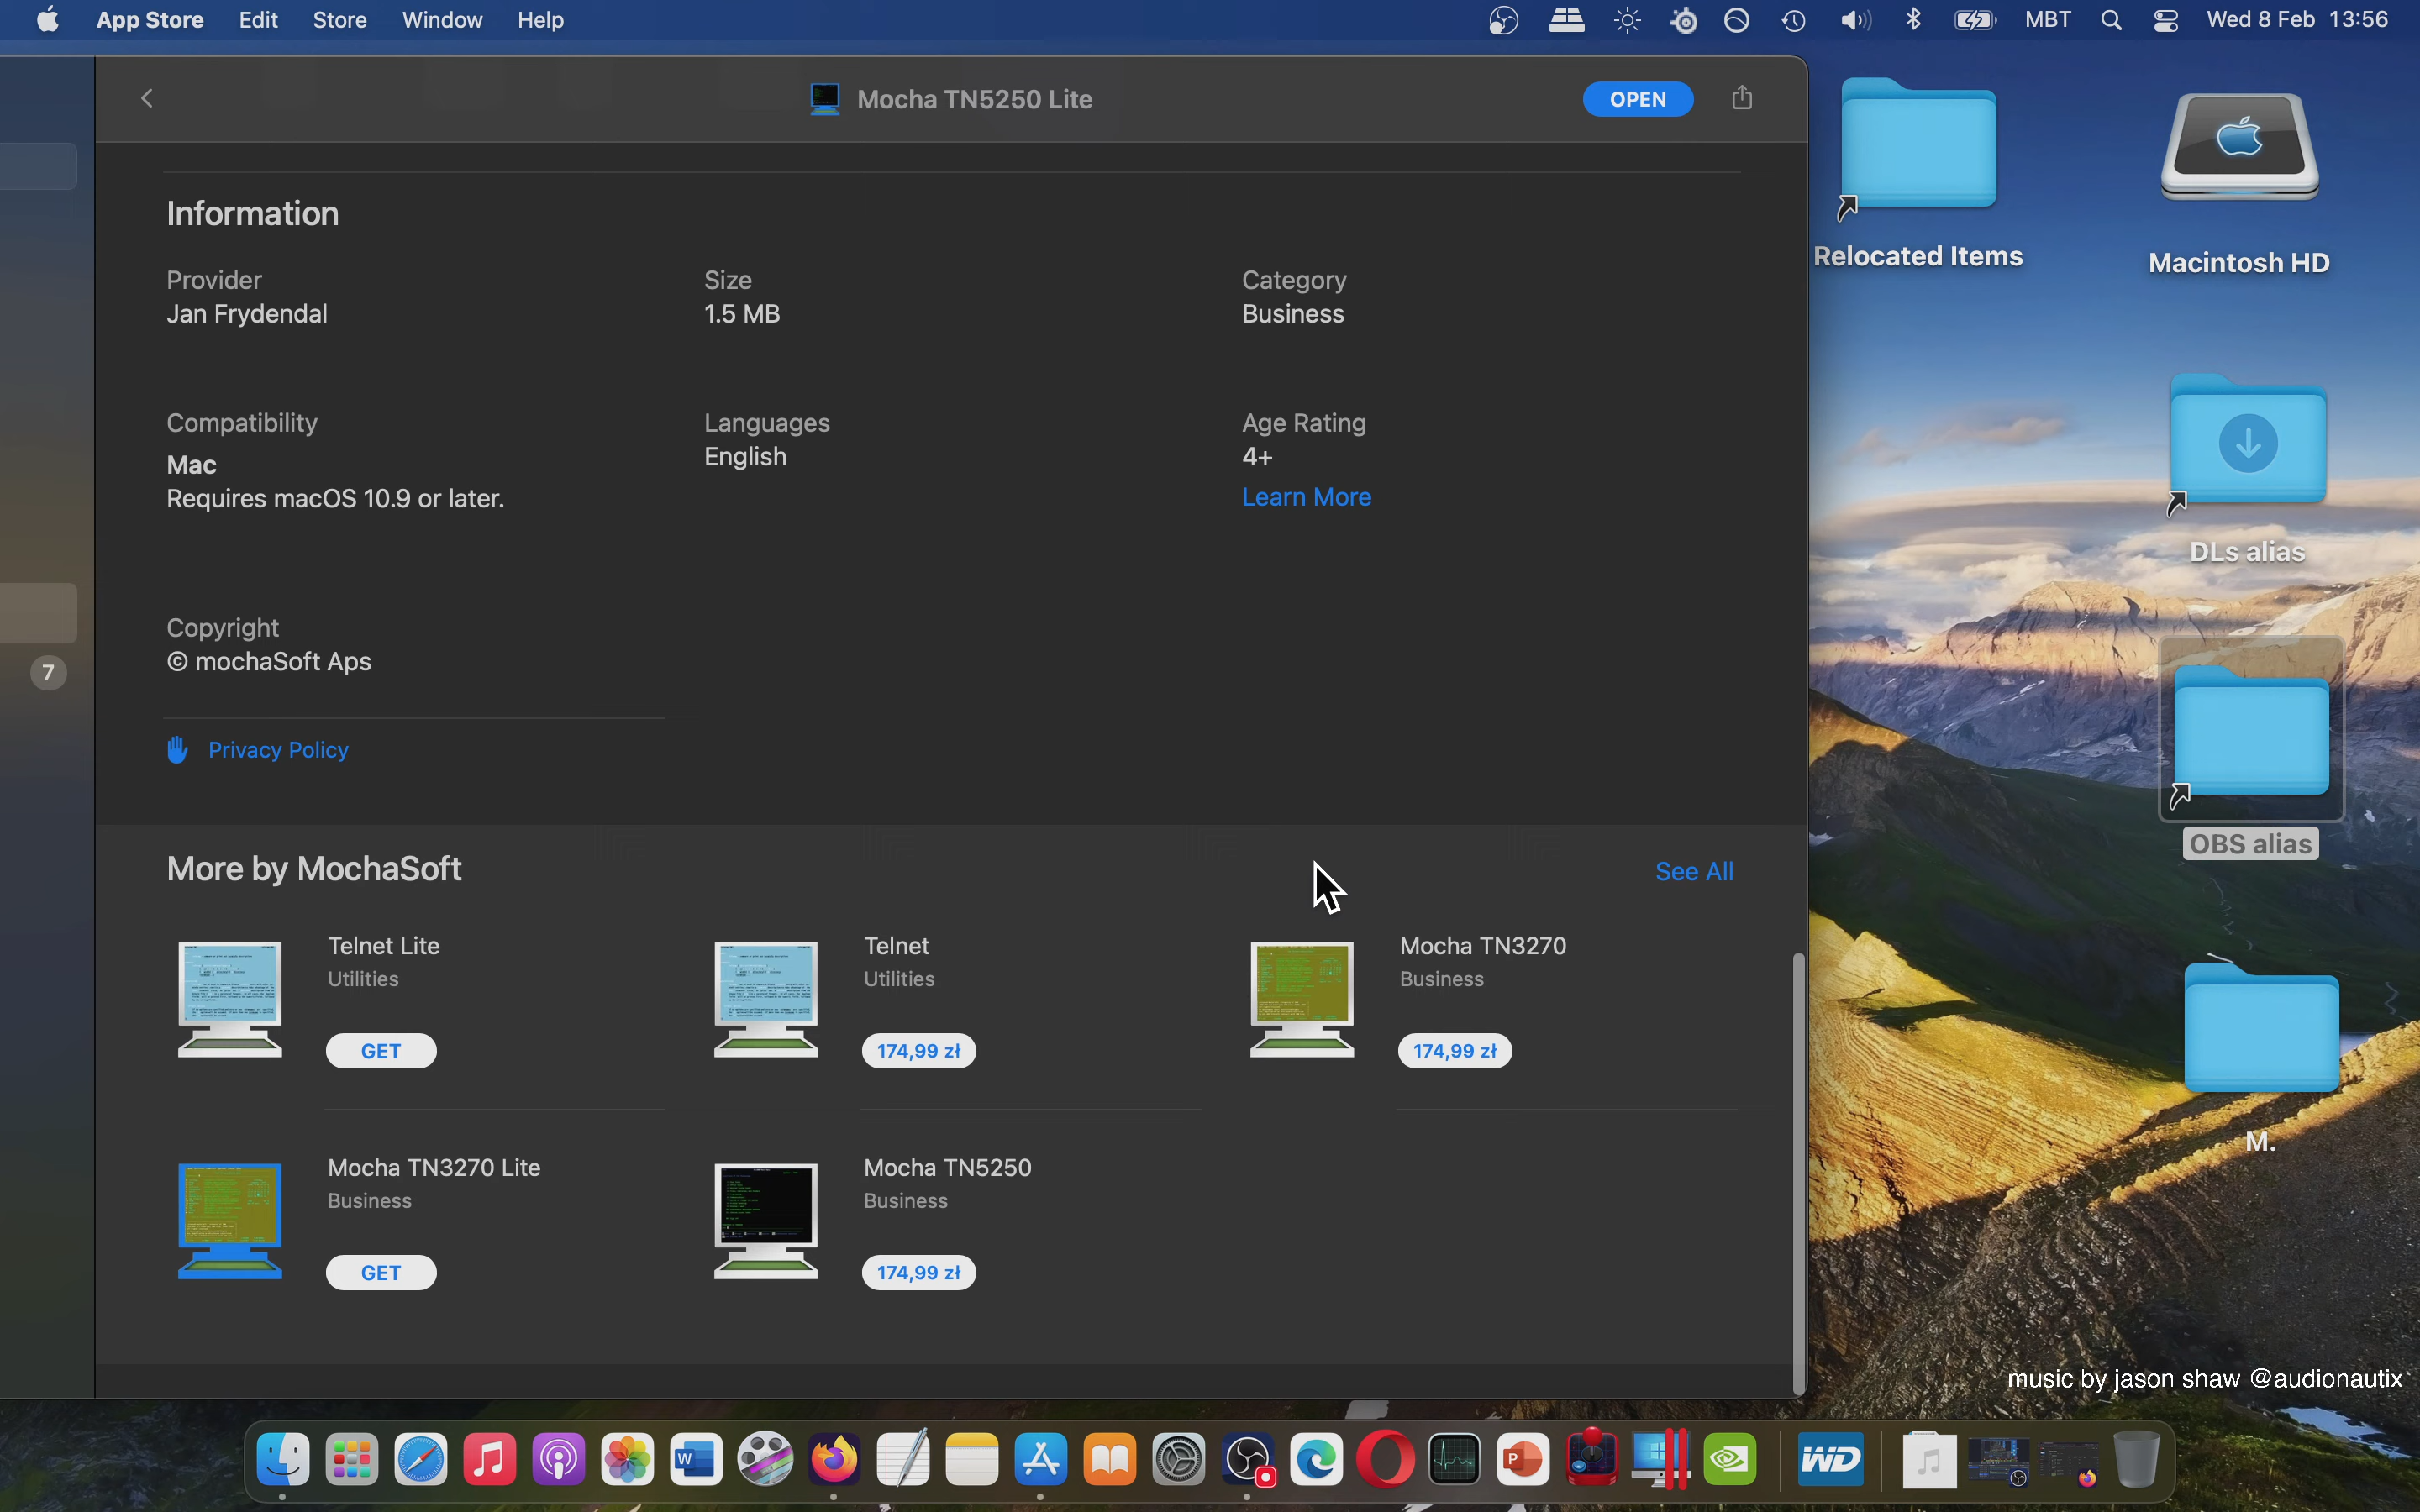 App Store Edit Store Window Help MBT Wed 8 Feb 13:56
Mocha TN5250 Lite OPEN
Information
Provider Size Category
Jan Frydendal 1.5 MB Business
Compatibility Languages Age Rating
Mac English 4+
Requires macOS 10.9 or later. Learn More
Copyright
© mochaSoft Aps
7
Privacy Policy
More by MochaSoft See All
Telnet Lite Telnet Mocha TN3270
Utilities Utilities Business
GET 174,99 zł 174,99 zł
Mocha TN3270 Lite Mocha TN5250
Business Business
GET 174,99 zł
Relocated Items
Macintosh HD
DLs alias
OBS alias
M.
music by jason shaw @audionautix
W P WD